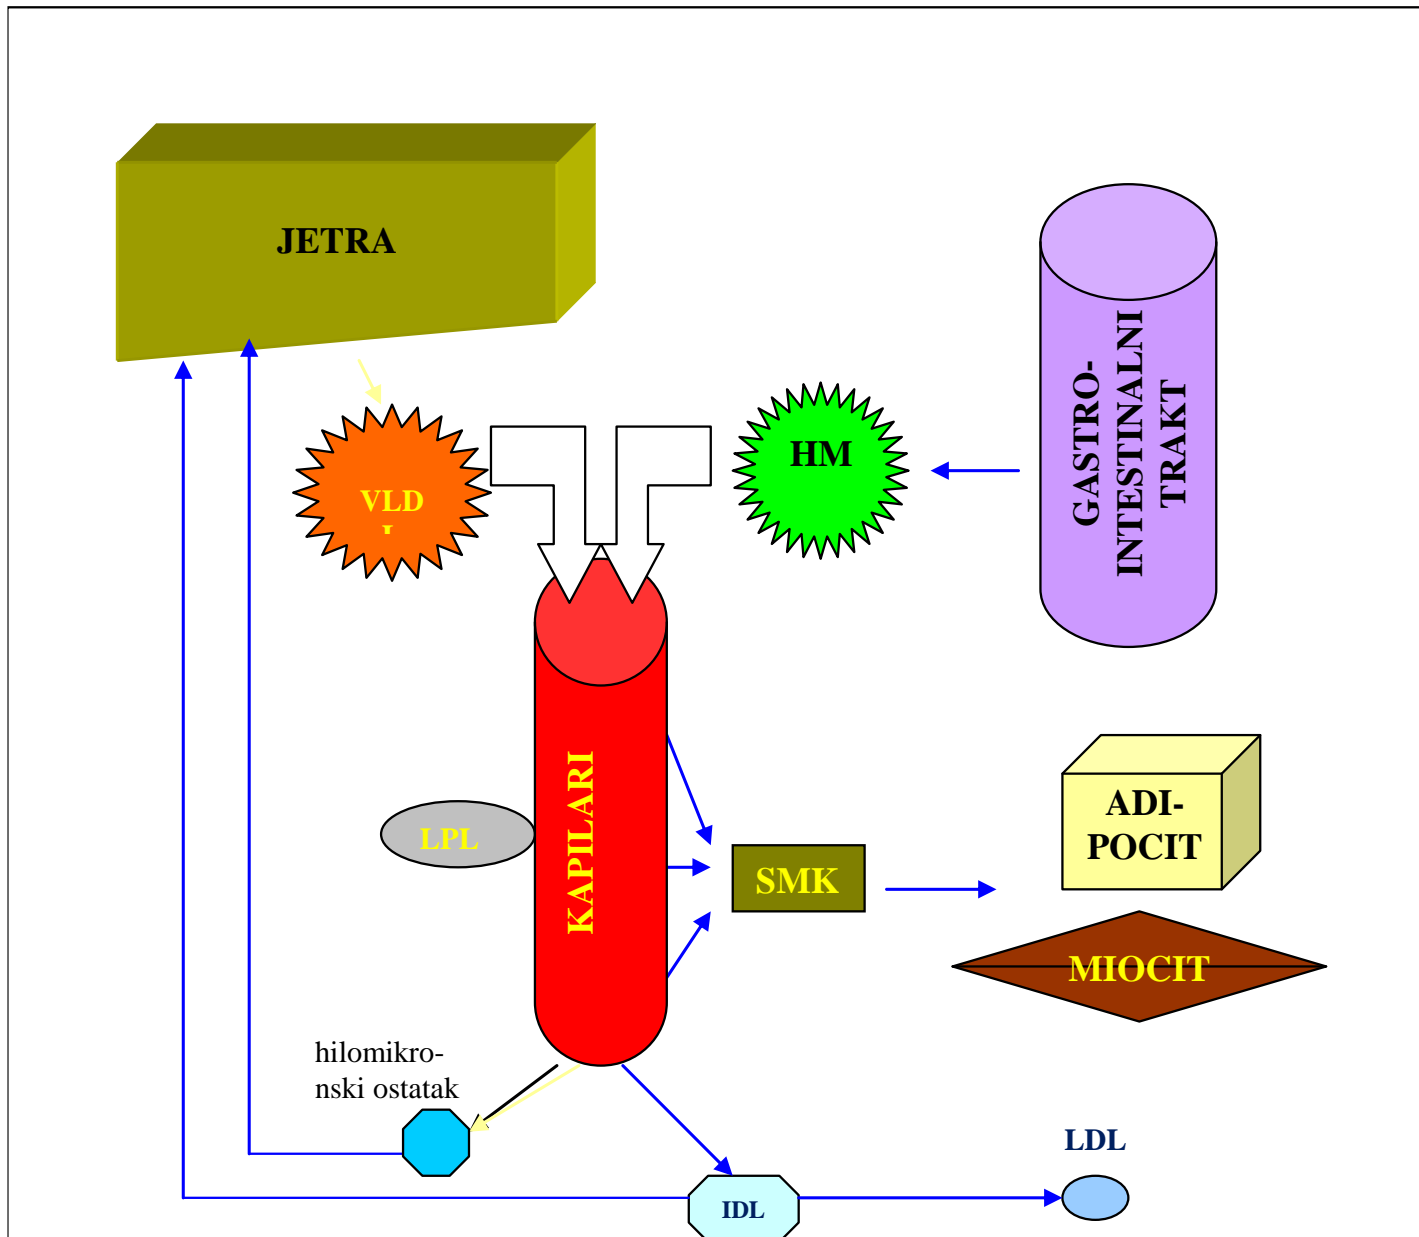 JETRA
GASTRO-
INTESTINALNI
TRAKT
HM
VLD
KAPILARI
LPL
SMK
ADI-
POCIT
MIOCIT
hilomikro-
nski ostatak
LDL
IDL